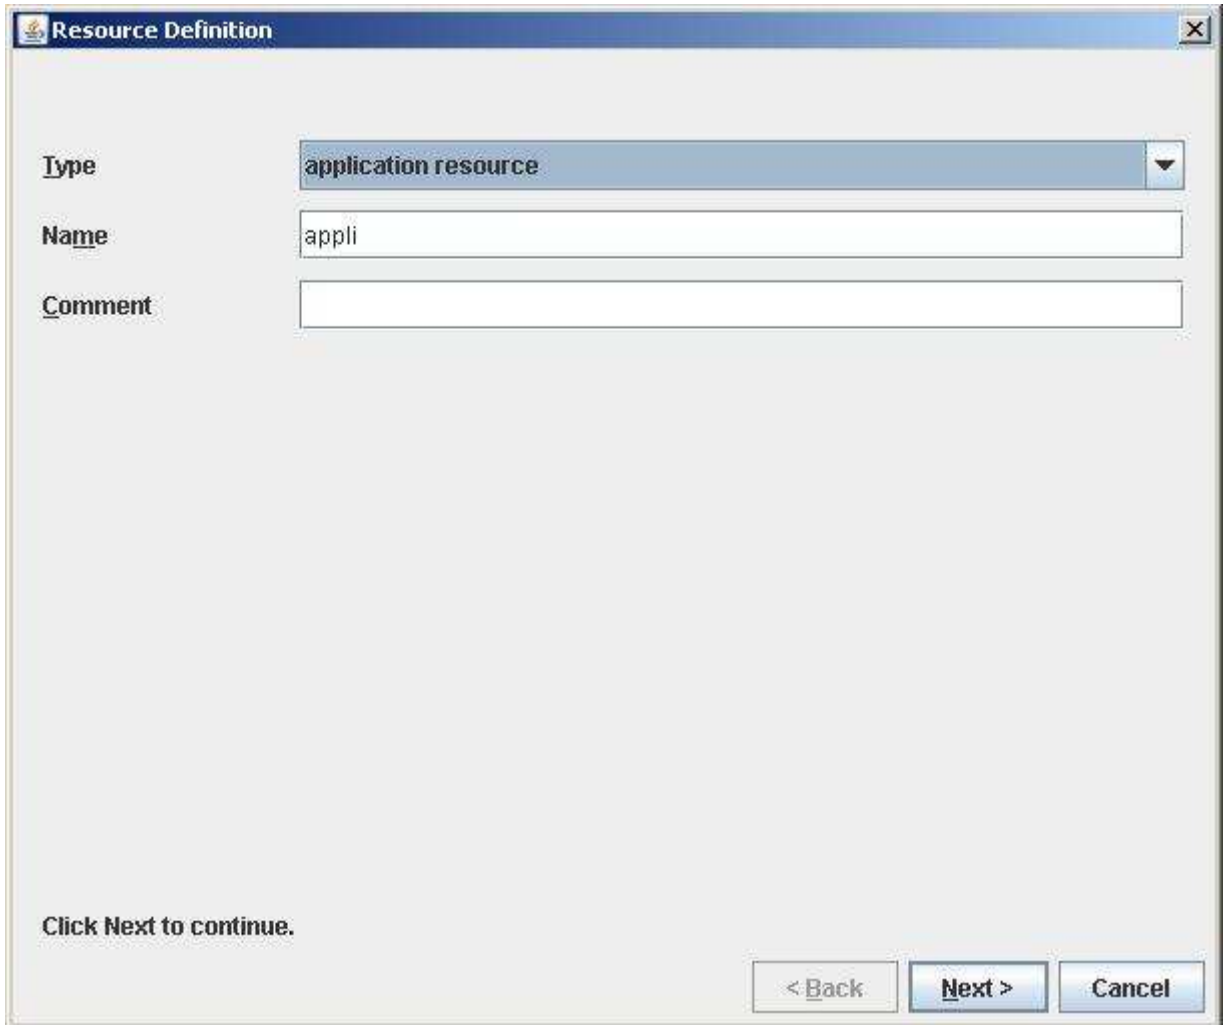 Resource Definition
Type
application resource
Name
appli
Comment
Click Next to continue.
< Back
Next >
Cancel